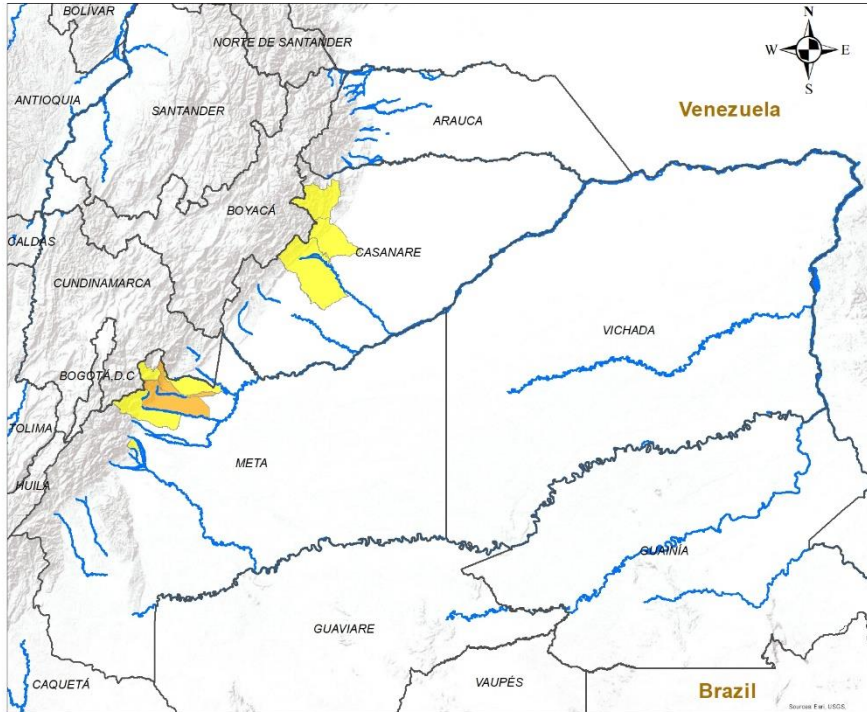 BOLÍVAR
NORTE DE SANTANDER
N
W
E
S
ANTIOQUIA
SANTANDER
ARAUCA
Venezuela
BOYACÁ
CALDAS
CASANARE
CUNDINAMARCA
VICHADA
BOGOTÁ,D.C
TOLIMA
META
HUILA
GUAINÍA
GUAVIARE
CAQUETÁ
VAUPÉS
Brazil
Sources: Esri, USGS,